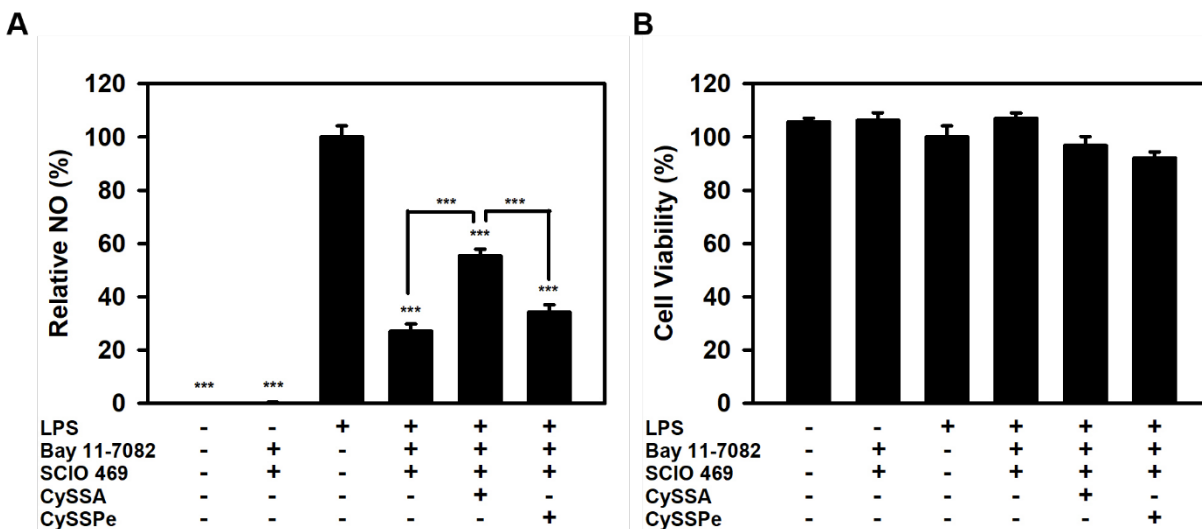 A
Relative NO (%)
120
100
80
60
40
20
0
*** *** *** *** *** *** ***
LPS - - + + + +
Bay 11-7082 - + - + + +
SCIO 469 - + - + + +
CySSA - - - - + -
CySSPe - - - - - +
B
Cell Viability (%)
120
100
80
60
40
20
0
LPS - - + + + +
Bay 11-7082 - + - + + +
SCIO 469 - + - + + +
CySSA - - - - + -
CySSPe - - - - - +